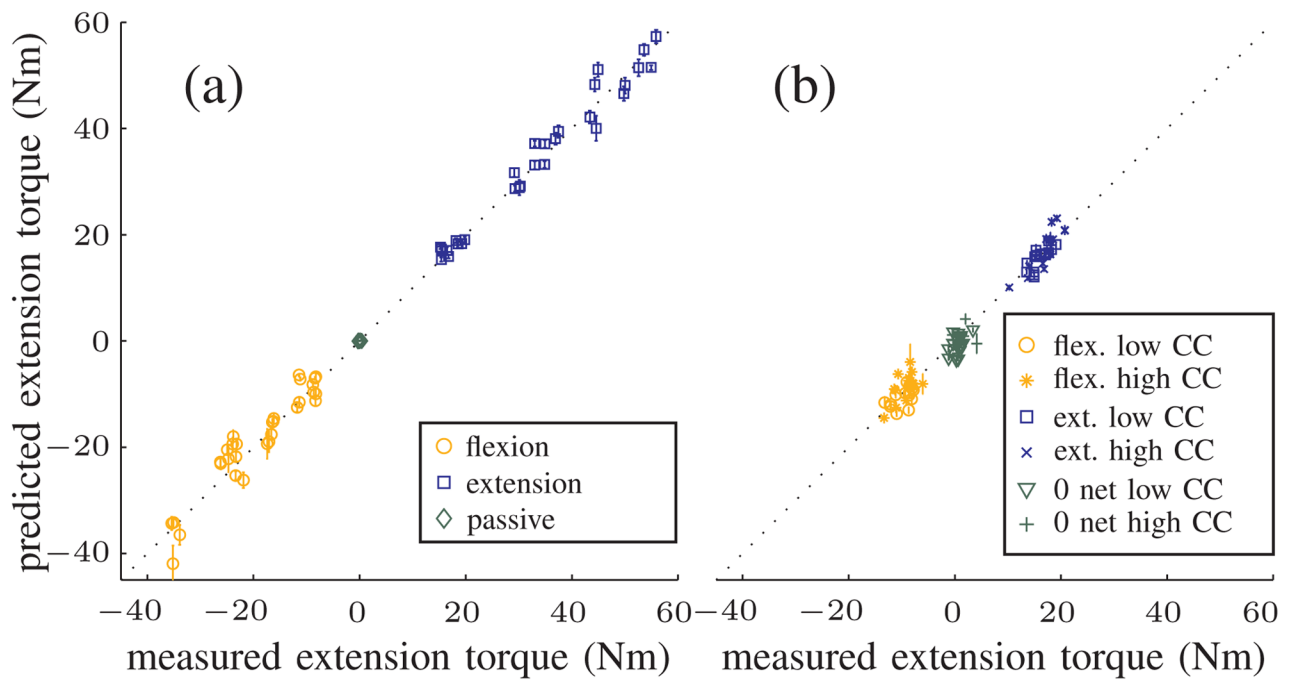 predicted extension torque (Nm)
60
40
20
0
−20
−40
(a)
flexion
extension
passive
−40 −20 0 20 40 60
measured extension torque (Nm)
(b)
flex. low CC
flex. high CC
ext. low CC
ext. high CC
0 net low CC
0 net high CC
−40 −20 0 20 40 60
measured extension torque (Nm)